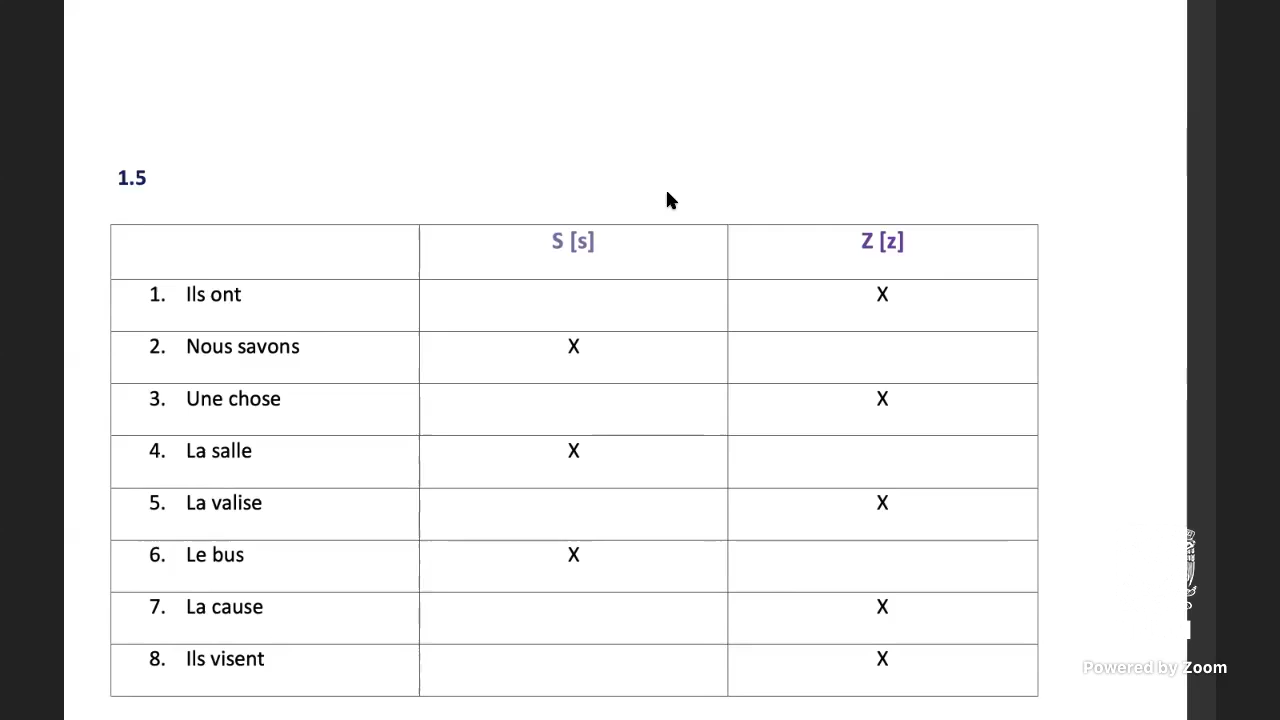 1.5
S [s] Z [z]
1. Ils ont X
2. Nous savons X
3. Une chose X
4. La salle X
5. La valise X
6. Le bus X
7. La cause X
8. Ils visent X
Powered by Zoom